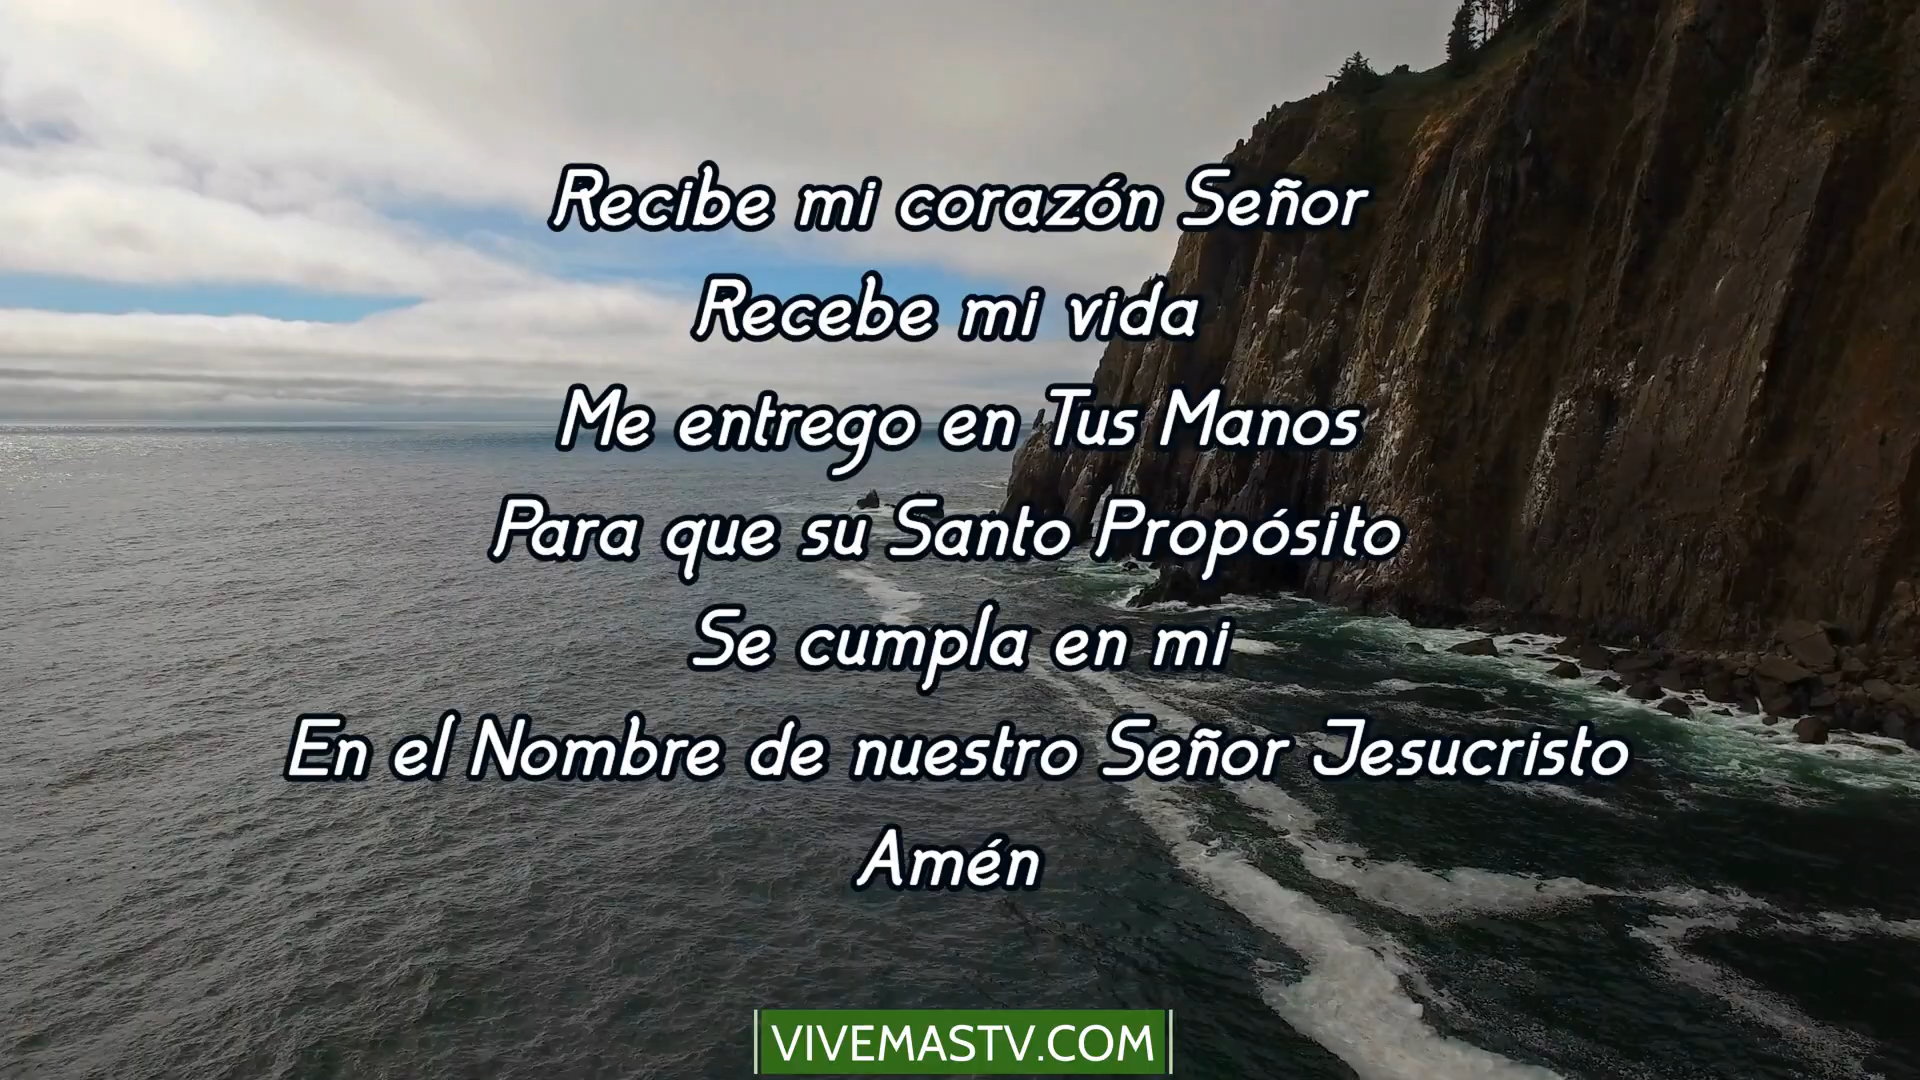 Recibe mi corazón Señor
Recebe mi vida
Me entrego en Tus Manos
Para que su Santo Propósito
Se cumpla en mi
En el Nombre de nuestro Señor Jesucristo
Amén
VIVEMASTV.COM